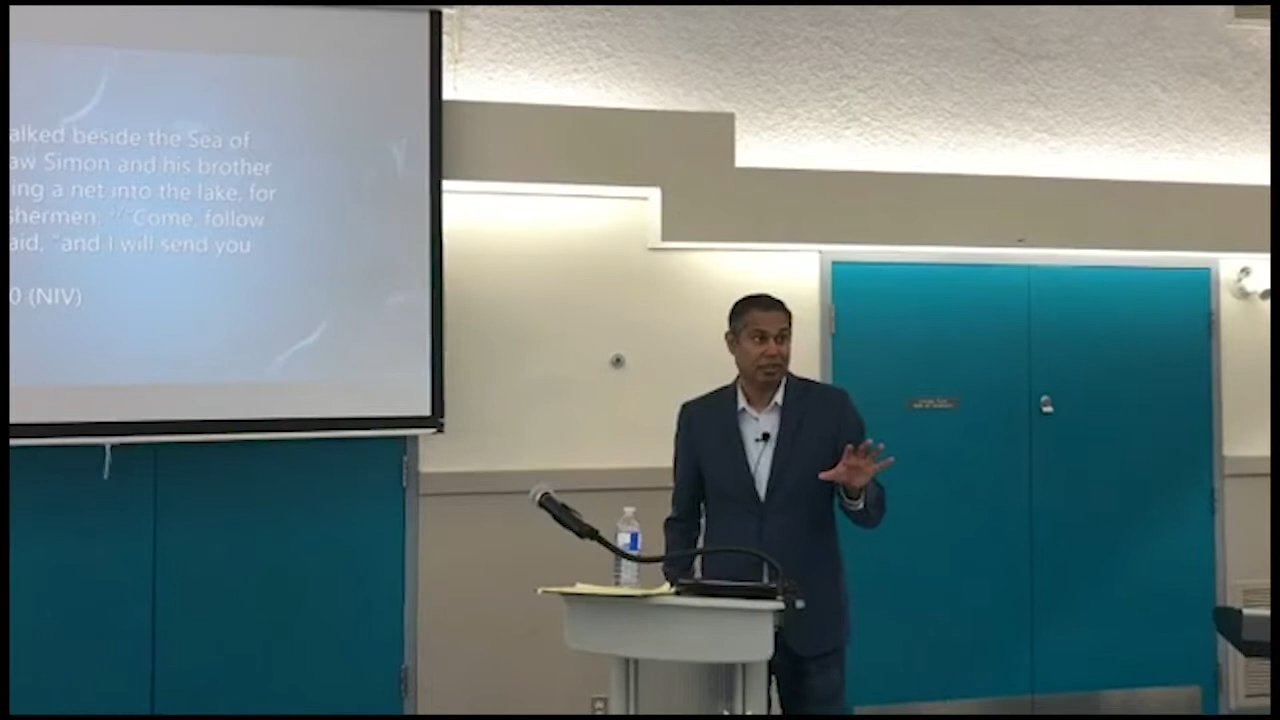 alked beside the Sea of
aw Simon and his brother
ing a net into the lake, for
shermen. "Come, follow
aid, "and I will send you
0 (NIV)